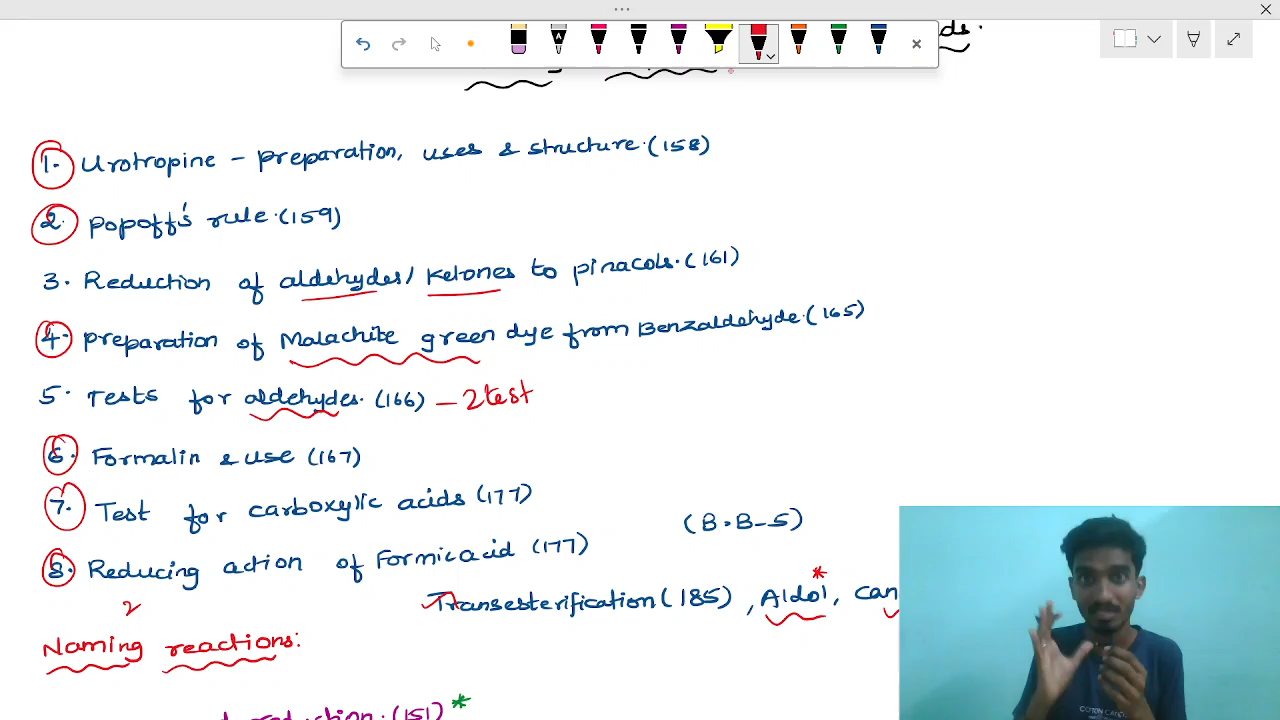 ds.
1. Urotropine - preparation, uses & structure. (158)
2. popoff's rule. (159)
3. Reduction of aldehydes/ Ketones to pinacols. (161)
4. preparation of Malachite green dye from Benzaldehyde. (165)
5. Tests for aldehydes. (166) - 2 test
6. Formalin & use (167)
7. Test for carboxylic acids (177)
(B.B-5)
8. Reducing action of Formic acid (177)
Transesterification (185), Aldol*, can
2
Naming reactions:
reduction. (151) *